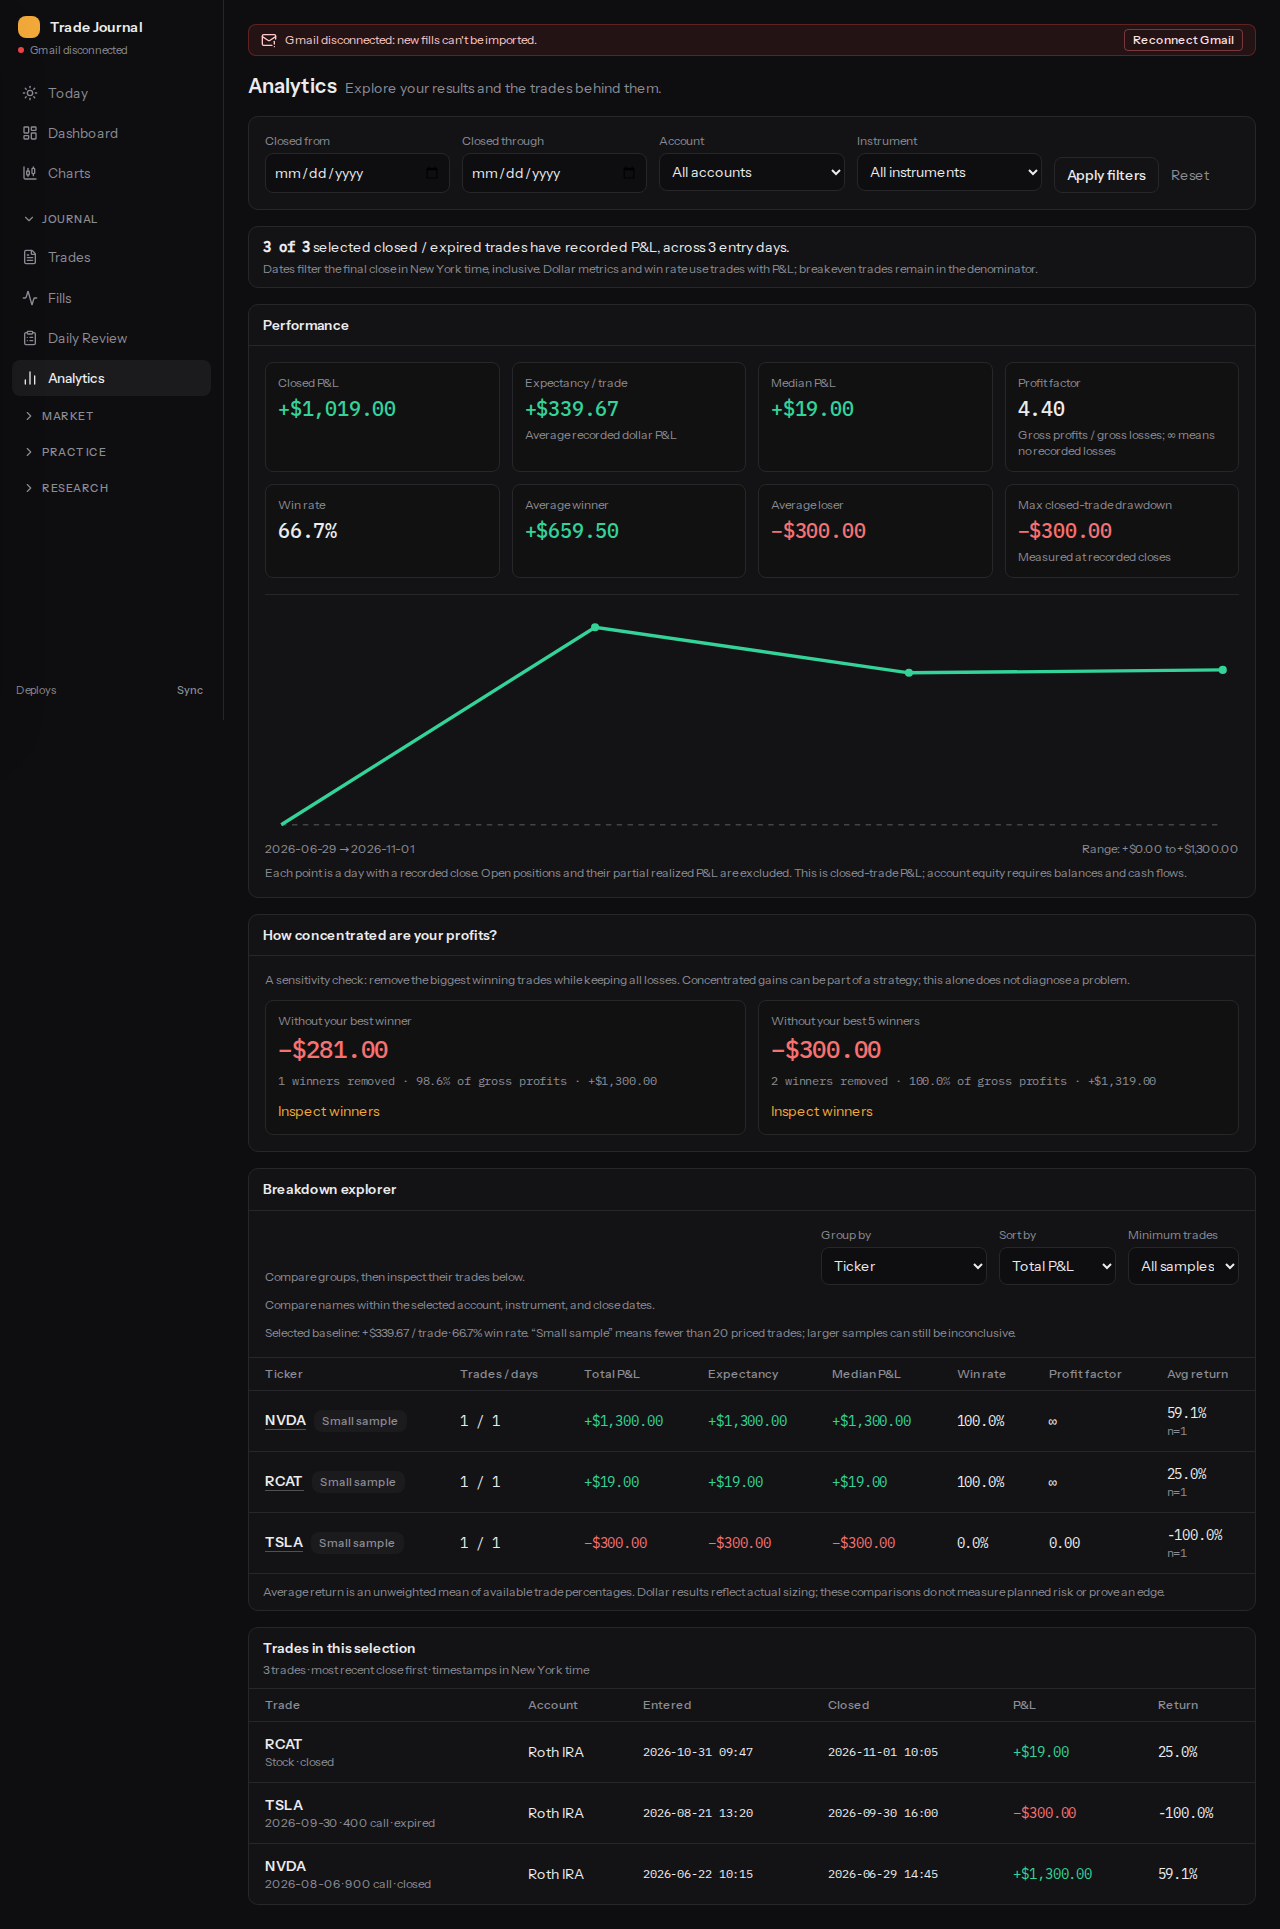 Trade Journal
Gmail disconnected
Today
Dashboard
Charts
JOURNAL
Trades
Fills
Daily Review
Analytics
MARKET
PRACTICE
RESEARCH
Deploys
Sync
Gmail disconnected: new fills can't be imported.
Reconnect Gmail
Analytics Explore your results and the trades behind them.
Closed from
Closed through
Account
Instrument
mm/dd/yyyy
mm/dd/yyyy
All accounts
All instruments
Apply filters
Reset
3 of 3 selected closed / expired trades have recorded P&L, across 3 entry days.
Dates filter the final close in New York time, inclusive. Dollar metrics and win rate use trades with P&L; breakeven trades remain in the denominator.
Performance
Closed P&L
+$1,019.00
Expectancy / trade
+$339.67
Average recorded dollar P&L
Median P&L
+$19.00
Profit factor
4.40
Gross profits / gross losses; ∞ means
no recorded losses
Win rate
66.7%
Average winner
+$659.50
Average loser
−$300.00
Max closed-trade drawdown
−$300.00
Measured at recorded closes
2026-06-29 → 2026-11-01
Range: +$0.00 to +$1,300.00
Each point is a day with a recorded close. Open positions and their partial realized P&L are excluded. This is closed-trade P&L; account equity requires balances and cash flows.
How concentrated are your profits?
A sensitivity check: remove the biggest winning trades while keeping all losses. Concentrated gains can be part of a strategy; this alone does not diagnose a problem.
Without your best winner
−$281.00
1 winners removed · 98.6% of gross profits · +$1,300.00
Inspect winners
Without your best 5 winners
−$300.00
2 winners removed · 100.0% of gross profits · +$1,319.00
Inspect winners
Breakdown explorer
Compare groups, then inspect their trades below.
Group by
Ticker
Sort by
Total P&L
Minimum trades
All samples
Compare names within the selected account, instrument, and close dates.
Selected baseline: +$339.67 / trade · 66.7% win rate. “Small sample” means fewer than 20 priced trades; larger samples can still be inconclusive.
Ticker Trades / days Total P&L Expectancy Median P&L Win rate Profit factor Avg return
NVDA Small sample 1 / 1 +$1,300.00 +$1,300.00 +$1,300.00 100.0% ∞ 59.1%
n=1
RCAT Small sample 1 / 1 +$19.00 +$19.00 +$19.00 100.0% ∞ 25.0%
n=1
TSLA Small sample 1 / 1 −$300.00 −$300.00 −$300.00 0.0% 0.00 -100.0%
n=1
Average return is an unweighted mean of available trade percentages. Dollar results reflect actual sizing; these comparisons do not measure planned risk or prove an edge.
Trades in this selection
3 trades · most recent close first · timestamps in New York time
Trade Account Entered Closed P&L Return
RCAT
Stock · closed
Roth IRA 2026-10-31 09:47 2026-11-01 10:05 +$19.00 25.0%
TSLA
2026-09-30 · 400 call · expired
Roth IRA 2026-08-21 13:20 2026-09-30 16:00 −$300.00 -100.0%
NVDA
2026-08-06 · 900 call · closed
Roth IRA 2026-06-22 10:15 2026-06-29 14:45 +$1,300.00 59.1%